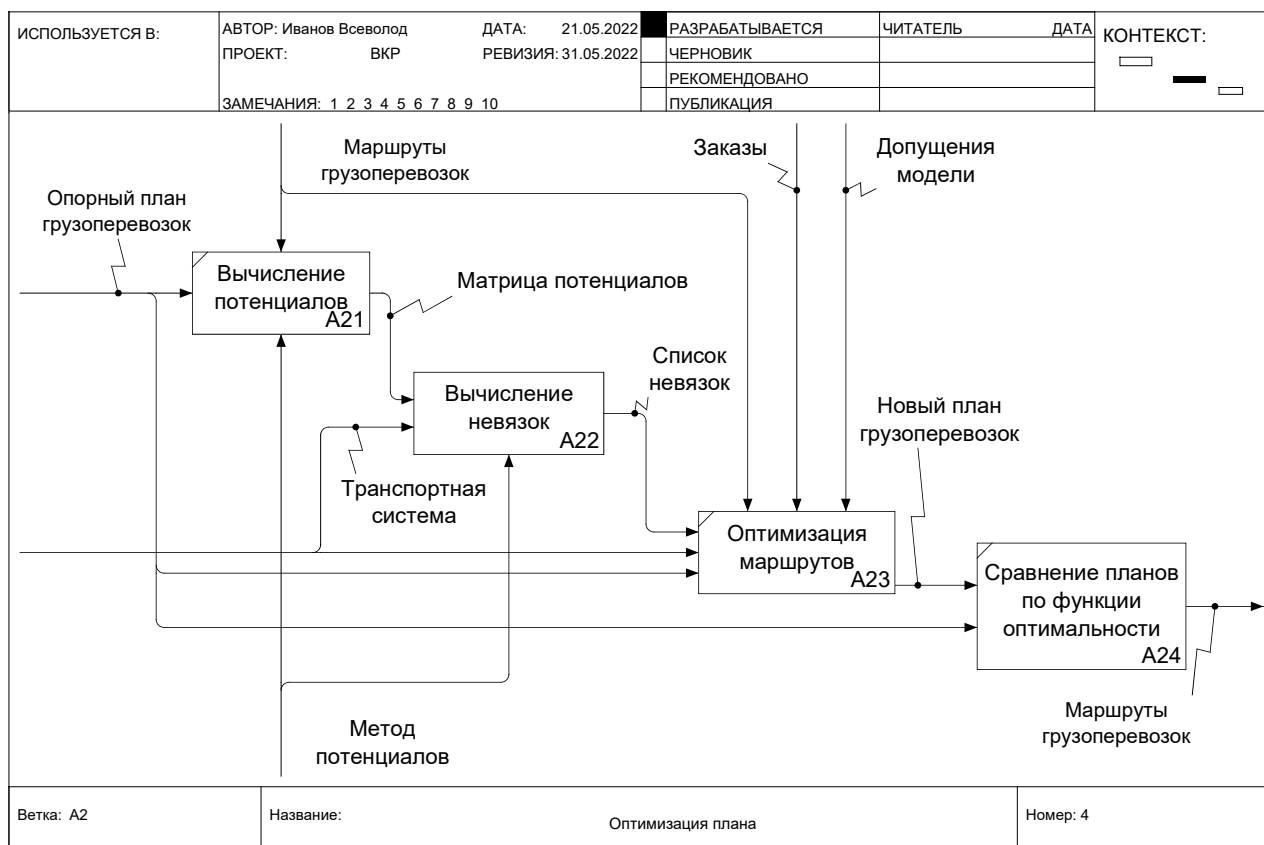 ИСПОЛЬЗУЕТСЯ В:
АВТОР: Иванов Всеволод
ДАТА: 21.05.2022
ПРОЕКТ: ВКР
РЕВИЗИЯ: 31.05.2022
ЗАМЕЧАНИЯ: 1 2 3 4 5 6 7 8 9 10
РАЗРАБАТЫВАЕТСЯ
ЧЕРНОВИК
РЕКОМЕНДОВАНО
ПУБЛИКАЦИЯ
ЧИТАТЕЛЬ
ДАТА
КОНТЕКСТ:
Маршруты
грузоперевозок
Заказы
Допущения
модели
Опорный план
грузоперевозок
Вычисление
потенциалов
A21
Матрица потенциалов
Список
невязок
Вычисление
невязок
A22
Новый план
грузоперевозок
Транспортная
система
Оптимизация
маршрутов
A23
Сравнение планов
по функции
оптимальности
A24
Метод
потенциалов
Маршруты
грузоперевозок
Ветка: A2
Название:
Оптимизация плана
Номер: 4